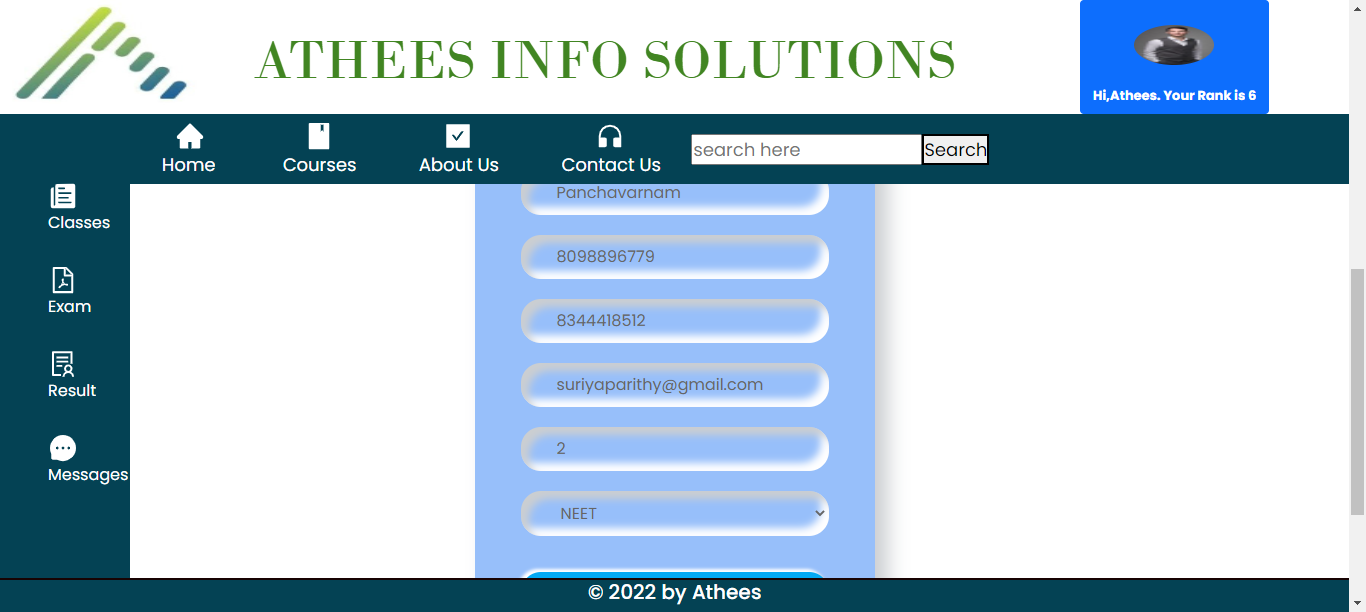 ATHEES INFO SOLUTIONS
Hi,Athees. Your Rank is 6
Home
Courses
About Us
Contact Us
search here
Search
Classes
Exam
Result
Messages
Panchavarnam
8098896779
8344418512
suriyaparithy@gmail.com
2
NEET
© 2022 by Athees